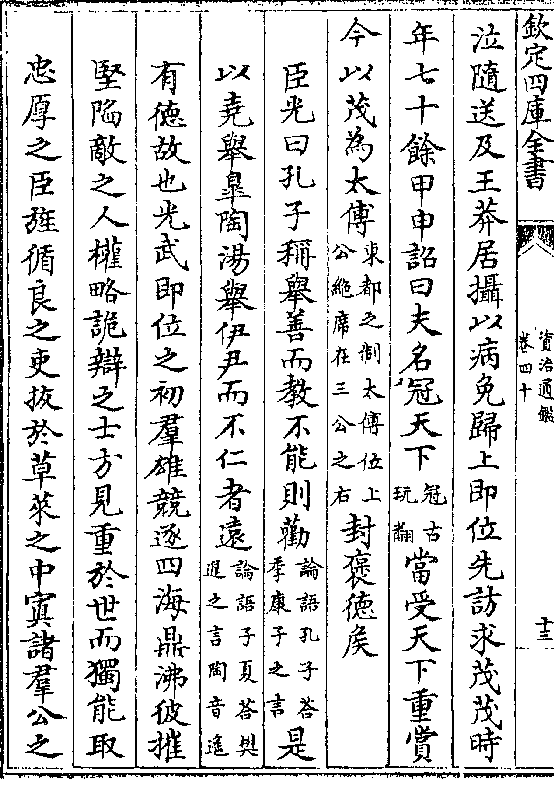 欽定四庫全書
資治通鑑
卷四十
十三
泣隨送及王莽居攝以病免歸上即位先訪求茂茂時
年七十餘甲申詔曰夫名冠天下冠古玩翻當受天下重賞
今以茂為太傅東都之制太傅位上公絶席在三公之右封褒德矦
臣光曰孔子稱舉善而教不能則勸論語孔子答季康子之言是
以堯舉臯陶湯舉伊尹而不仁者逺論語子夏答樊遲之言陶音遙
有德故也光武即位之初羣雄競逐四海鼎沸彼摧
堅陷敵之人權略詭辯之士方見重於世而獨能取
忠厚之臣旌循良之吏拔於草萊之中寘諸羣公之